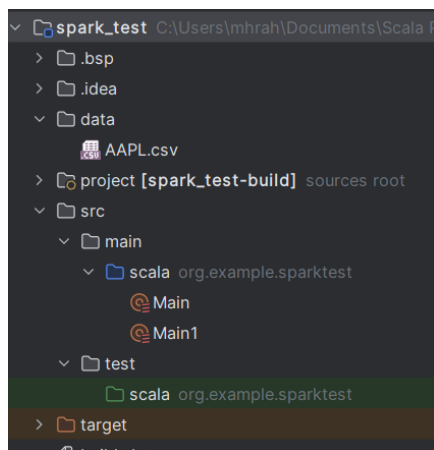 spark_test C:\Users\mhrah\Documents\Scala
.bsp
.idea
data
CSV AAPL.csv
project [spark_test-build] sources root
src
main
scala org.example.sparktest
Main
Main1
test
scala org.example.sparktest
target